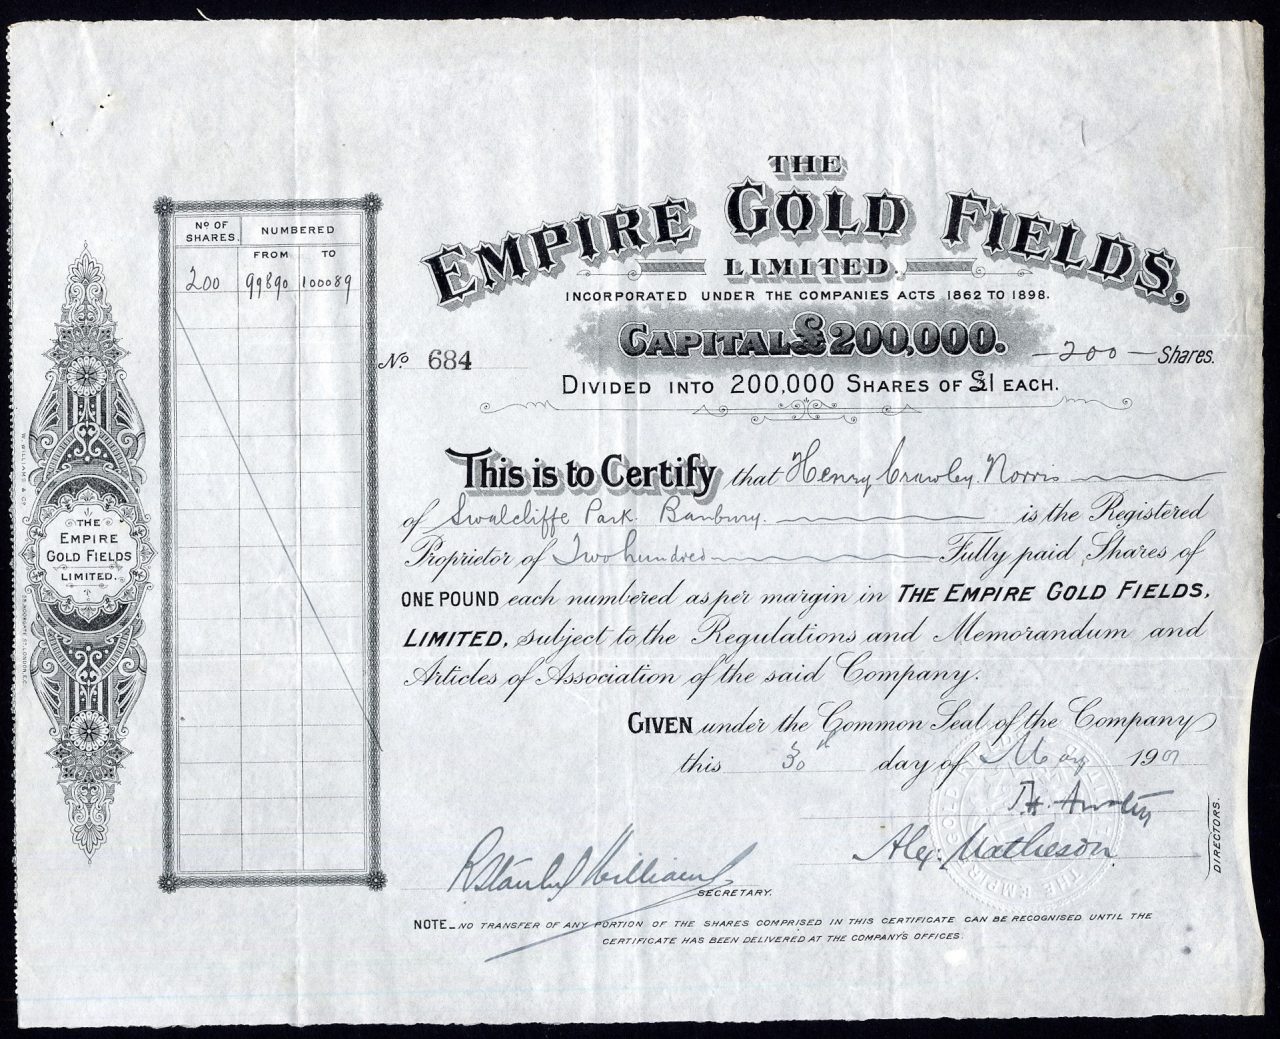 THE
EMPIRE GOLD FIELDS,
LIMITED.
INCORPORATED UNDER THE COMPANIES ACTS 1862 TO 1898.
CAPITAL £200,000.
No. 684
200 Shares.
DIVIDED INTO 200,000 SHARES OF £1 EACH.
No OF SHARES. NUMBERED
FROM TO
200 99890 100089
This is to Certify that Henry Crawley Norris
of Swalcliffe Park. Banbury. is the Registered
Proprietor of Two hundred Fully paid Shares of
ONE POUND each numbered as per margin in THE EMPIRE GOLD FIELDS,
LIMITED, subject to the Regulations and Memorandum and
Articles of Association of the said Company.
GIVEN under the Common Seal of the Company
this 30th day of May 190
Alex. Matheson
DIRECTORS.
R Stanley Williams
SECRETARY.
NOTE_NO TRANSFER OF ANY PORTION OF THE SHARES COMPRISED IN THIS CERTIFICATE CAN BE RECOGNISED UNTIL THE
CERTIFICATE HAS BEEN DELIVERED AT THE COMPANY'S OFFICES.
THE
EMPIRE
GOLD FIELDS
LIMITED.
W. WILLIAMS & CO